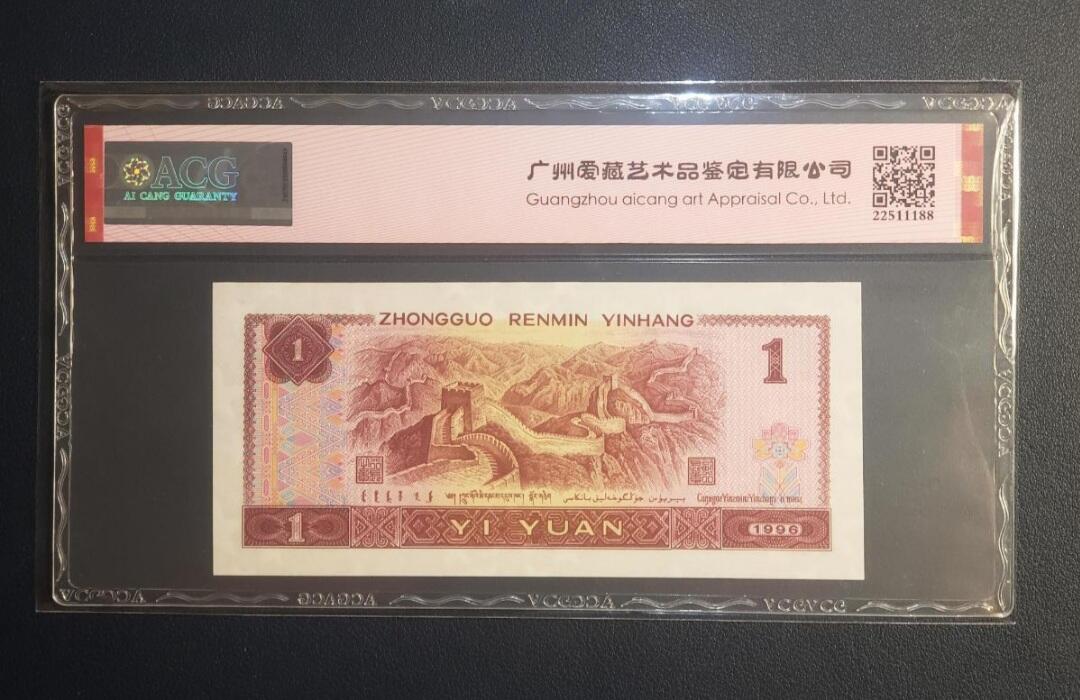 ACG
AI CANG GUARANTY
广州爱藏艺术品鉴定有限公司
Guangzhou aicang art Appraisal Co., Ltd.
22511188
ZHONGGUO RENMIN YINHANG
1
1
1
YI YUAN
1996